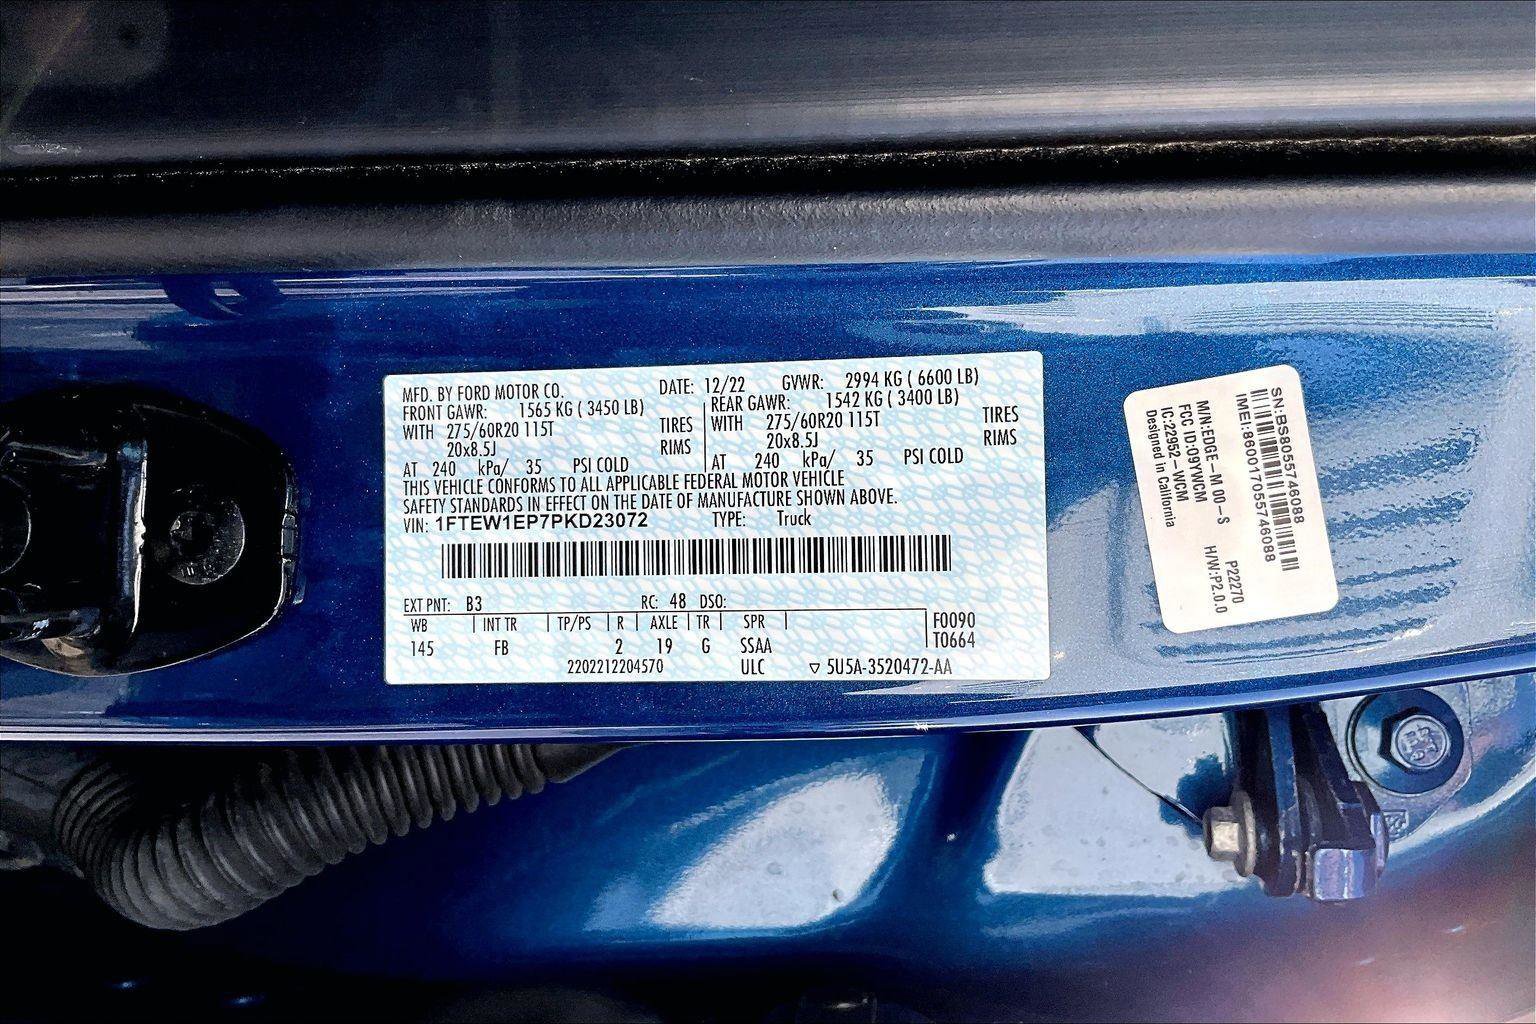 MFD. BY FORD MOTOR CO. DATE: 12/22 GVWR: 2994 KG ( 6600 LB)
FRONT GAWR: 1565 KG ( 3450 LB) REAR GAWR: 1542 KG ( 3400 LB)
WITH 275/60R20 115T TIRES WITH 275/60R20 115T TIRES
20x8.5J RIMS 20x8.5J RIMS
AT 240 kPa/ 35 PSI COLD AT 240 kPa/ 35 PSI COLD
THIS VEHICLE CONFORMS TO ALL APPLICABLE FEDERAL MOTOR VEHICLE
SAFETY STANDARDS IN EFFECT ON THE DATE OF MANUFACTURE SHOWN ABOVE.
VIN: 1FTEW1EP7PKD23072 TYPE: Truck
EXT PNT: B3 RC: 48 DSO:
WB INT TR TP/PS R AXLE TR SPR F0090
145 FB 2 19 G SSAA T0664
2202212204570 ULC ▽ 5U5A-3520472-AA
SN:BS80557460​88
IMEI:860017055746088
M/N:EDGE-M 00-S P22270
FCC ID:O9YWCM H/W:P2.0.0
IC:22952-WCM
Designed in California